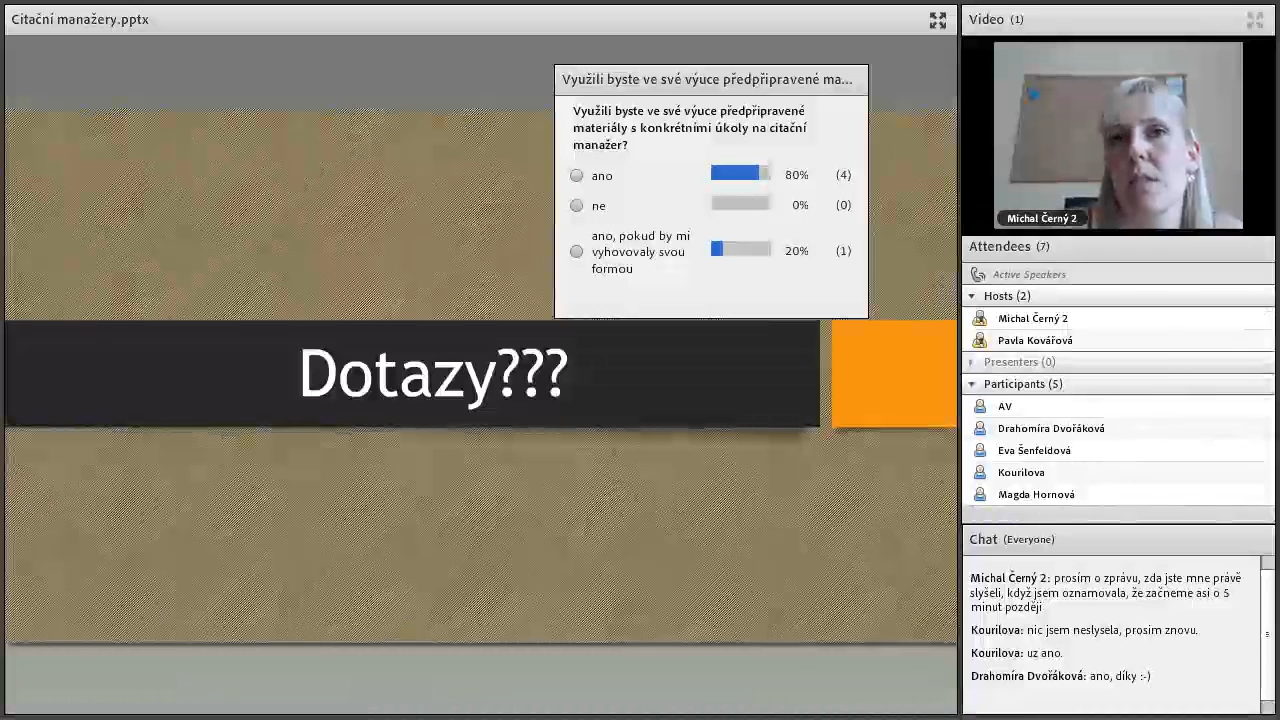 Citační manažery.pptx
Využili byste ve své výuce předpřipravené ma...
Využili byste ve své výuce předpřipravené
materiály s konkrétními úkoly na citační
manažer?
ano 80% (4)
ne 0% (0)
ano, pokud by mi
vyhovovaly svou
formou
20% (1)
Dotazy???
Video (1)
Michal Černý 2
Attendees (7)
Active Speakers
Hosts (2)
Michal Černý 2
Pavla Kovářová
Presenters (0)
Participants (5)
AV
Drahomíra Dvořáková
Eva Šenfeldová
Kourilova
Magda Hornová
Chat (Everyone)
Michal Černý 2: prosím o zprávu, zda jste mne právě
slyšeli, když jsem oznamovala, že začneme asi o 5
minut později
Kourilova: nic jsem neslysela, prosim znovu.
Kourilova: uz ano.
Drahomíra Dvořáková: ano, díky :-)